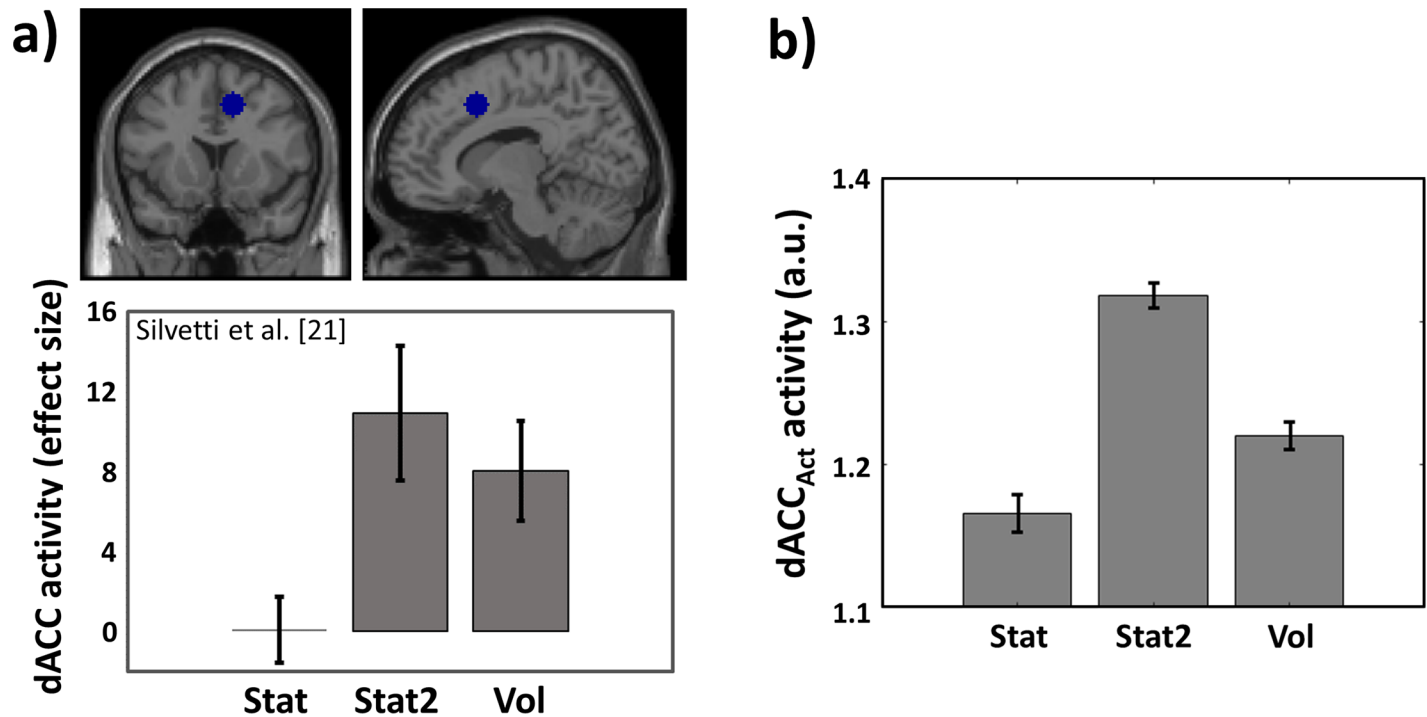 a)
Silvetti et al. [21]
dACC activity (effect size)
16
12
8
4
0
Stat Stat2 Vol
b)
dACCAct activity (a.u.)
1.4
1.3
1.2
1.1
Stat Stat2 Vol